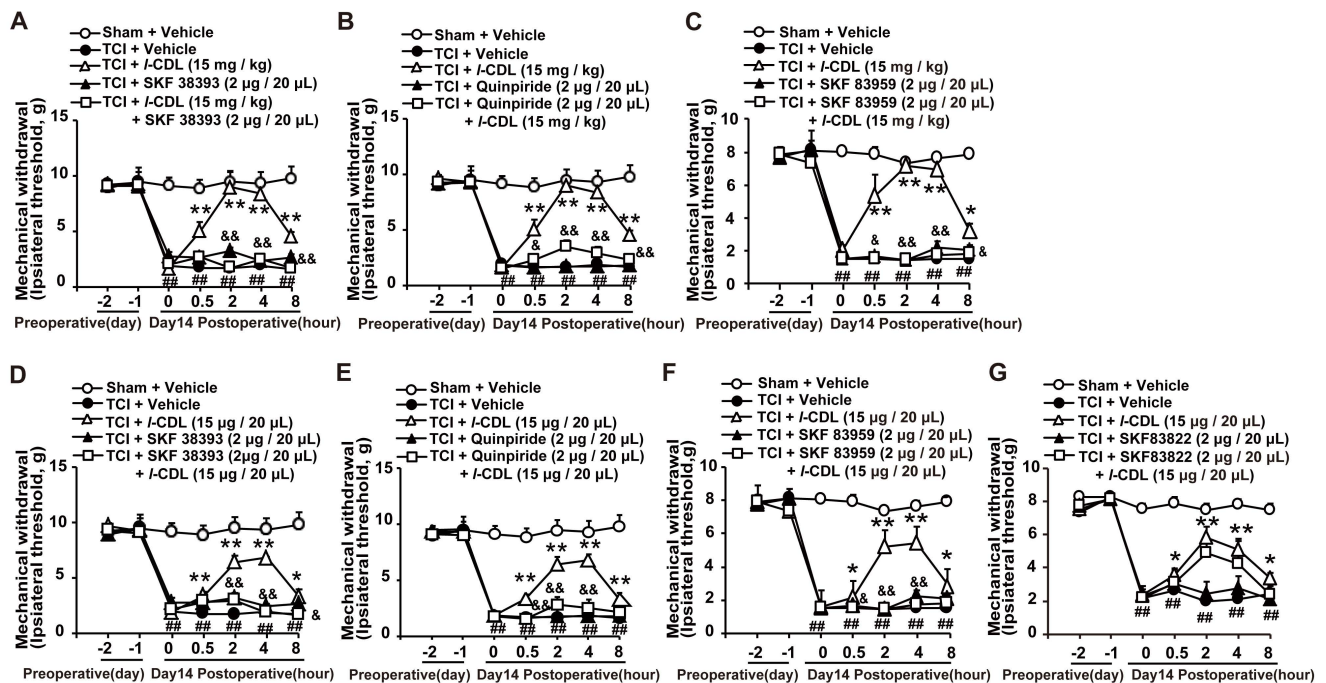 A
Sham + Vehicle
TCI + Vehicle
TCI + l-CDL (15 mg / kg)
TCI + SKF 38393 (2 µg / 20 µL)
TCI + l-CDL (15 mg / kg)
+ SKF 38393 (2 µg / 20 µL)
Mechanical withdrawal
(Ipsilateral threshold, g)
15
10
5
0
** ** ** **
&& && &&
## ## ## ## ##
-2 -1 0 0.5 2 4 8
Preoperative(day) Day14 Postoperative(hour)
B
Sham + Vehicle
TCI + Vehicle
TCI + l-CDL (15 mg / kg)
TCI + Quinpiride (2 µg / 20 µL)
TCI + Quinpiride (2 µg / 20 µL)
+ l-CDL (15 mg / kg)
Mechanical withdrawal
(Ipsilateral threshold, g)
15
10
5
0
** ** ** **
& && && &&
## ## ## ## ##
-2 -1 0 0.5 2 4 8
Preoperative(day) Day14 Postoperative(hour)
C
Sham + Vehicle
TCI + Vehicle
TCI + l-CDL (15 mg / kg)
TCI + SKF 83959 (2 µg / 20 µL)
TCI + SKF 83959 (2 µg / 20 µL)
+ l-CDL (15 mg / kg)
Mechanical withdrawal
(Ipsilateral threshold, g)
10
8
6
4
2
0
** ** ** *
& && && &
## ## ## ## ##
-2 -1 0 0.5 2 4 8
Preoperative(day) Day14 Postoperative(hour)
D
Sham + Vehicle
TCI + Vehicle
TCI + l-CDL (15 µg / 20 µL)
TCI + SKF 38393 (2 µg / 20 µL)
TCI + SKF 38393 (2µg / 20 µL)
+ l-CDL (15 µg / 20 µL)
Mechanical withdrawal
(Ipsilateral threshold, g)
15
10
5
0
** ** ** *
&& && &
## ## ## ## ##
-2 -1 0 0.5 2 4 8
Preoperative(day) Day14 Postoperative(hour)
E
Sham + Vehicle
TCI + Vehicle
TCI + l-CDL (15 µg / 20 µL)
TCI + Quinpiride (2 µg / 20 µL)
TCI + Quinpiride (2 µg / 20 µL)
+ l-CDL (15 µg / 20 µL)
Mechanical withdrawal
(Ipsilateral threshold, g)
15
10
5
0
** ** ** **
&& && &&
## ## ## ## ##
-2 -1 0 0.5 2 4 8
Preoperative(day) Day14 Postoperative(hour)
F
Sham + Vehicle
TCI + Vehicle
TCI + l-CDL (15 µg / 20 µL)
TCI + SKF 83959 (2 µg / 20 µL)
TCI + SKF 83959 (2 µg / 20 µL)
+ l-CDL (15 µg / 20 µL)
Mechanical withdrawal
(Ipsilateral threshold, g)
10
8
6
4
2
0
* ** ** *
& && &&
## ## ## ## ##
-2 -1 0 0.5 2 4 8
Preoperative(day) Day14 Postoperative(hour)
G
Sham + Vehicle
TCI + Vehicle
TCI + l-CDL (15 µg / 20 µL)
TCI + SKF83822 (2 µg / 20 µL)
TCI + SKF83822 (2 µg / 20 µL)
+ l-CDL (15 µg / 20 µL)
Mechanical withdrawal
(Ipsilateral threshold,g)
10
8
6
4
2
0
* ** ** *
## ## ## ## ##
-2 -1 0 0.5 2 4 8
Preoperative(day) Day14 Postoperative(hour)